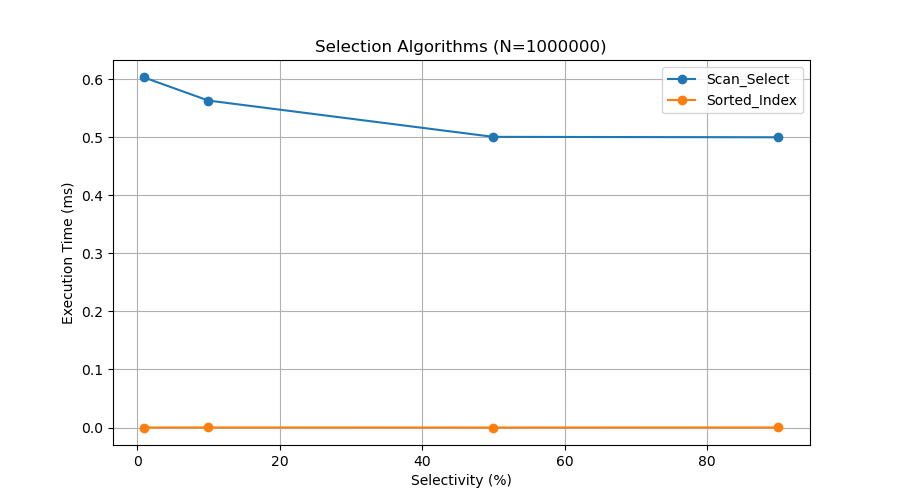 Selection Algorithms (N=1000000)
Scan_Select
Sorted_Index
Execution Time (ms)
0.6
0.5
0.4
0.3
0.2
0.1
0.0
0 20 40 60 80
Selectivity (%)